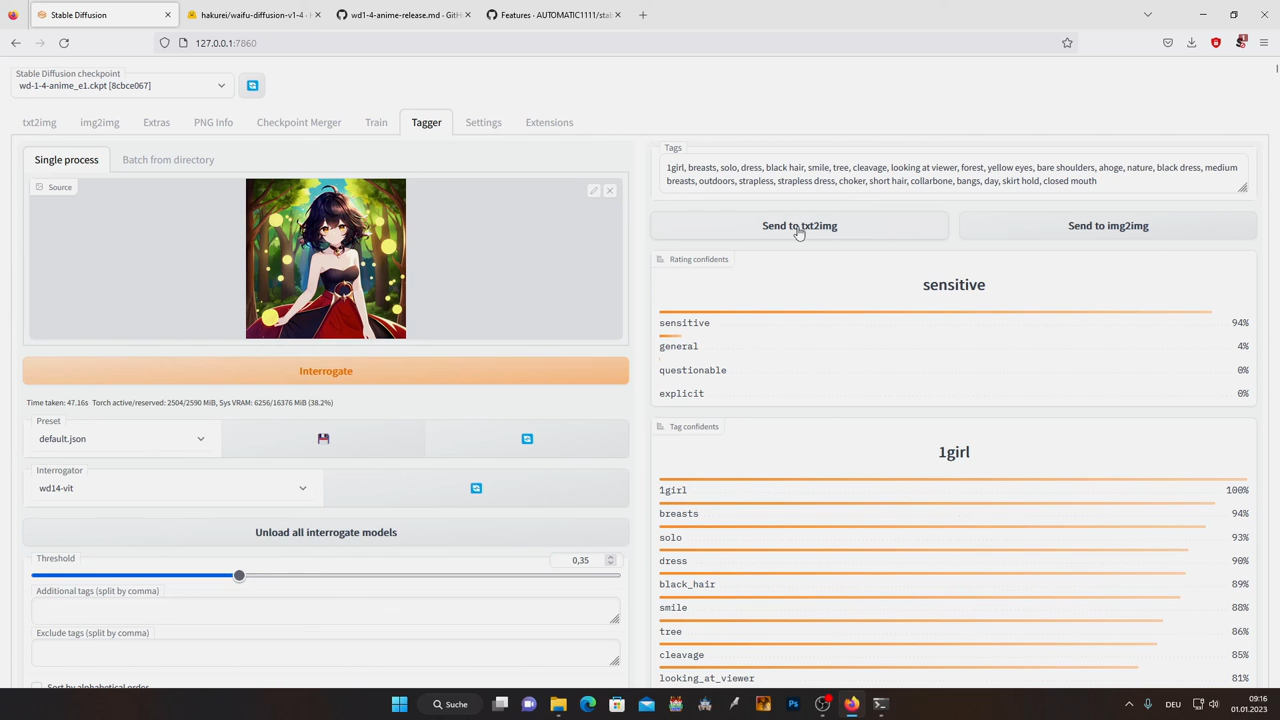 Stable Diffusion
hakurei/waifu-diffusion-v1-4 · H
wd1-4-anime-release.md · GitH
Features · AUTOMATIC1111/stab
127.0.0.1:7860
Stable Diffusion checkpoint
wd-1-4-anime_e1.ckpt [8cbce067]
txt2img
img2img
Extras
PNG Info
Checkpoint Merger
Train
Tagger
Settings
Extensions
Single process
Batch from directory
Source
Interrogate
Time taken: 47.16s Torch active/reserved: 2504/2590 MiB, Sys VRAM: 6256/16376 MiB (38.2%)
Preset
default.json
Interrogator
wd14-vit
Unload all interrogate models
Threshold
0,35
Additional tags (split by comma)
Exclude tags (split by comma)
Sort by alphabetical order
Tags
1girl, breasts, solo, dress, black hair, smile, tree, cleavage, looking at viewer, forest, yellow eyes, bare shoulders, ahoge, nature, black dress, medium
breasts, outdoors, strapless, strapless dress, choker, short hair, collarbone, bangs, day, skirt hold, closed mouth
Send to txt2img
Send to img2img
Rating confidents
sensitive
sensitive 94%
general 4%
questionable 0%
explicit 0%
Tag confidents
1girl
1girl 100%
breasts 94%
solo 93%
dress 90%
black_hair 89%
smile 88%
tree 86%
cleavage 85%
looking_at_viewer 81%
Suche
DEU
09:16
01.01.2023